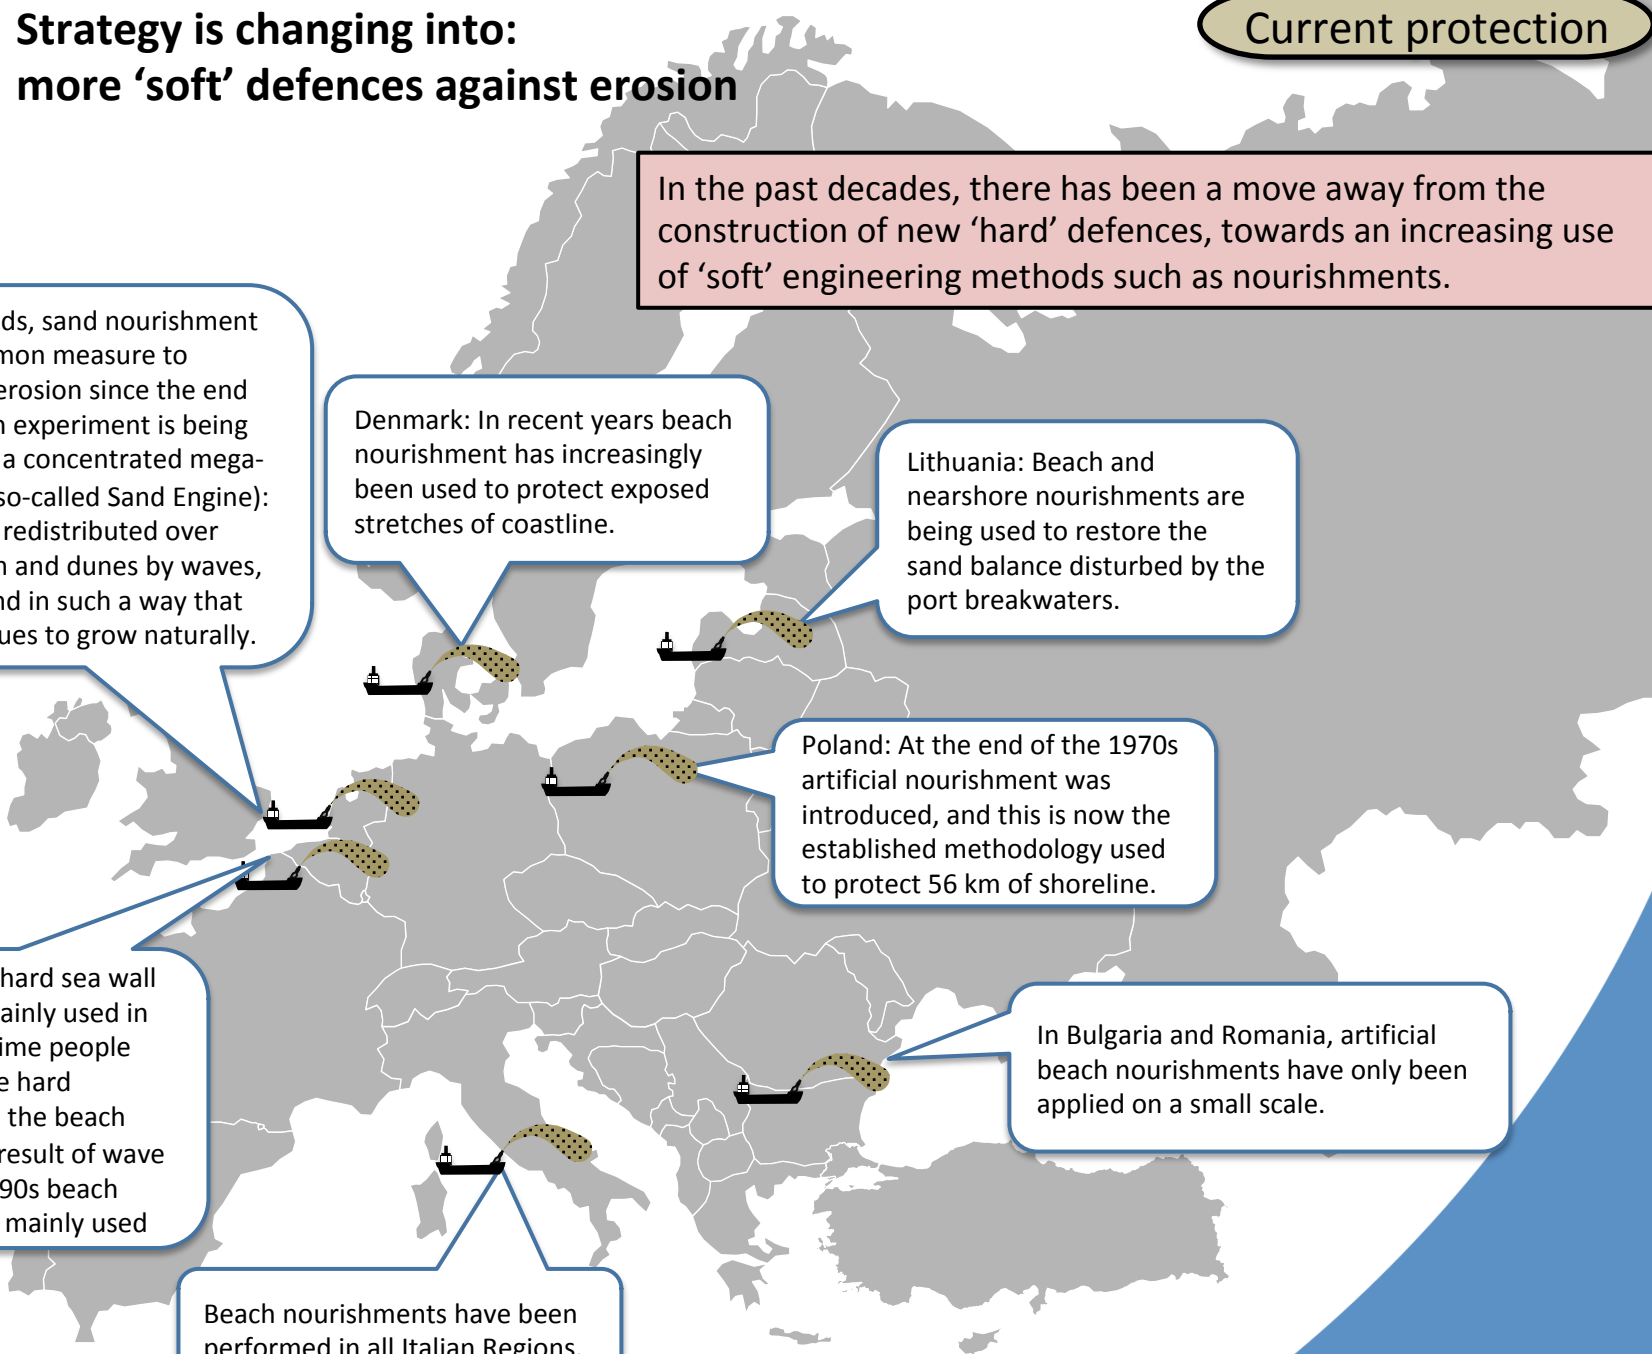 Strategy is changing into:
more ‘soft’ defences against erosion
Current protection
In the past decades, there has been a move away from the
construction of new ‘hard’ defences, towards an increasing use
of ‘soft’ engineering methods such as nourishments.
ds, sand nourishment
mon measure to
erosion since the end
experiment is being
a concentrated mega-
so-called Sand Engine):
redistributed over
and dunes by waves,
nd in such a way that
ues to grow naturally.
Denmark: In recent years beach
nourishment has increasingly
been used to protect exposed
stretches of coastline.
Lithuania: Beach and
nearshore nourishments are
being used to restore the
sand balance disturbed by the
port breakwaters.
Poland: At the end of the 1970s
artificial nourishment was
introduced, and this is now the
established methodology used
to protect 56 km of shoreline.
hard sea wall
ainly used in
ime people
e hard
the beach
result of wave
90s beach
mainly used
In Bulgaria and Romania, artificial
beach nourishments have only been
applied on a small scale.
Beach nourishments have been
performed in all Italian Regions.